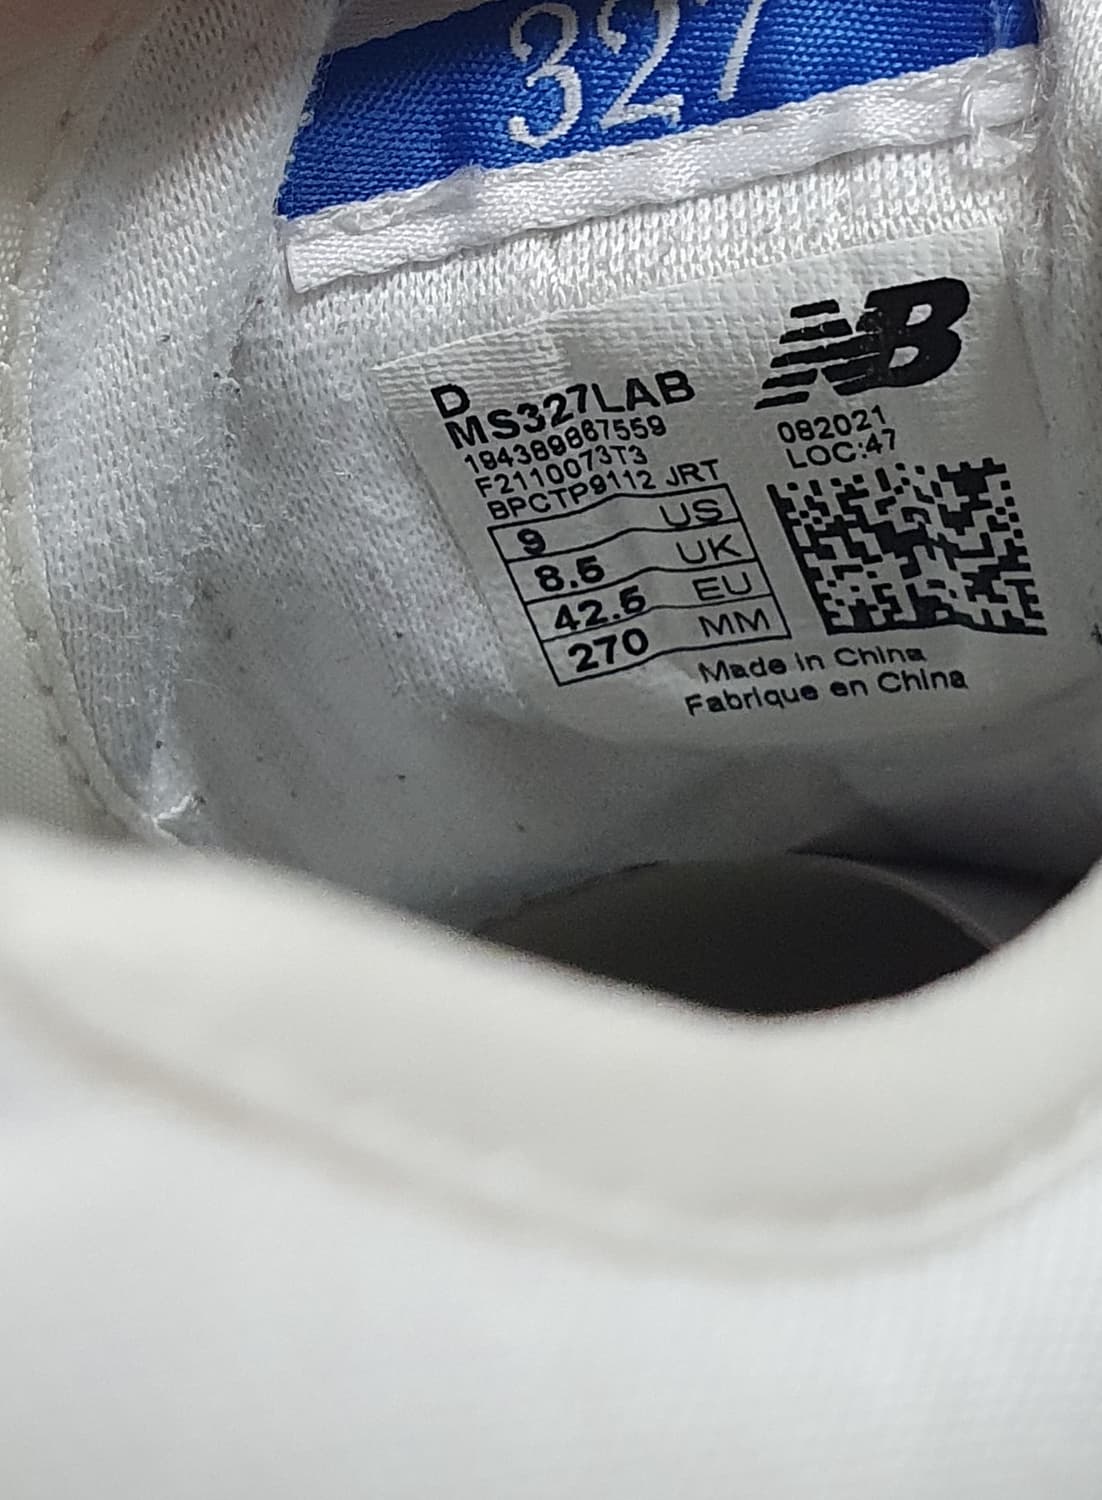 327
NB
D
MS327LAB
194389867559
F2110073T3
BPCTP9112 JRT
082021
LOC:47
9 US
8.5 UK
42.5 EU
270 MM
Made in China
Fabrique en China